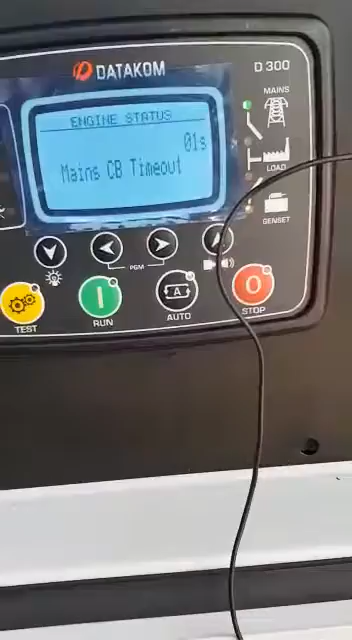 DATAKOM
D 300
MAINS
ENGINE STATUS
01s
Mains CB Timeout
LOAD
GENSET
PGM
TEST
RUN
A
AUTO
STOP